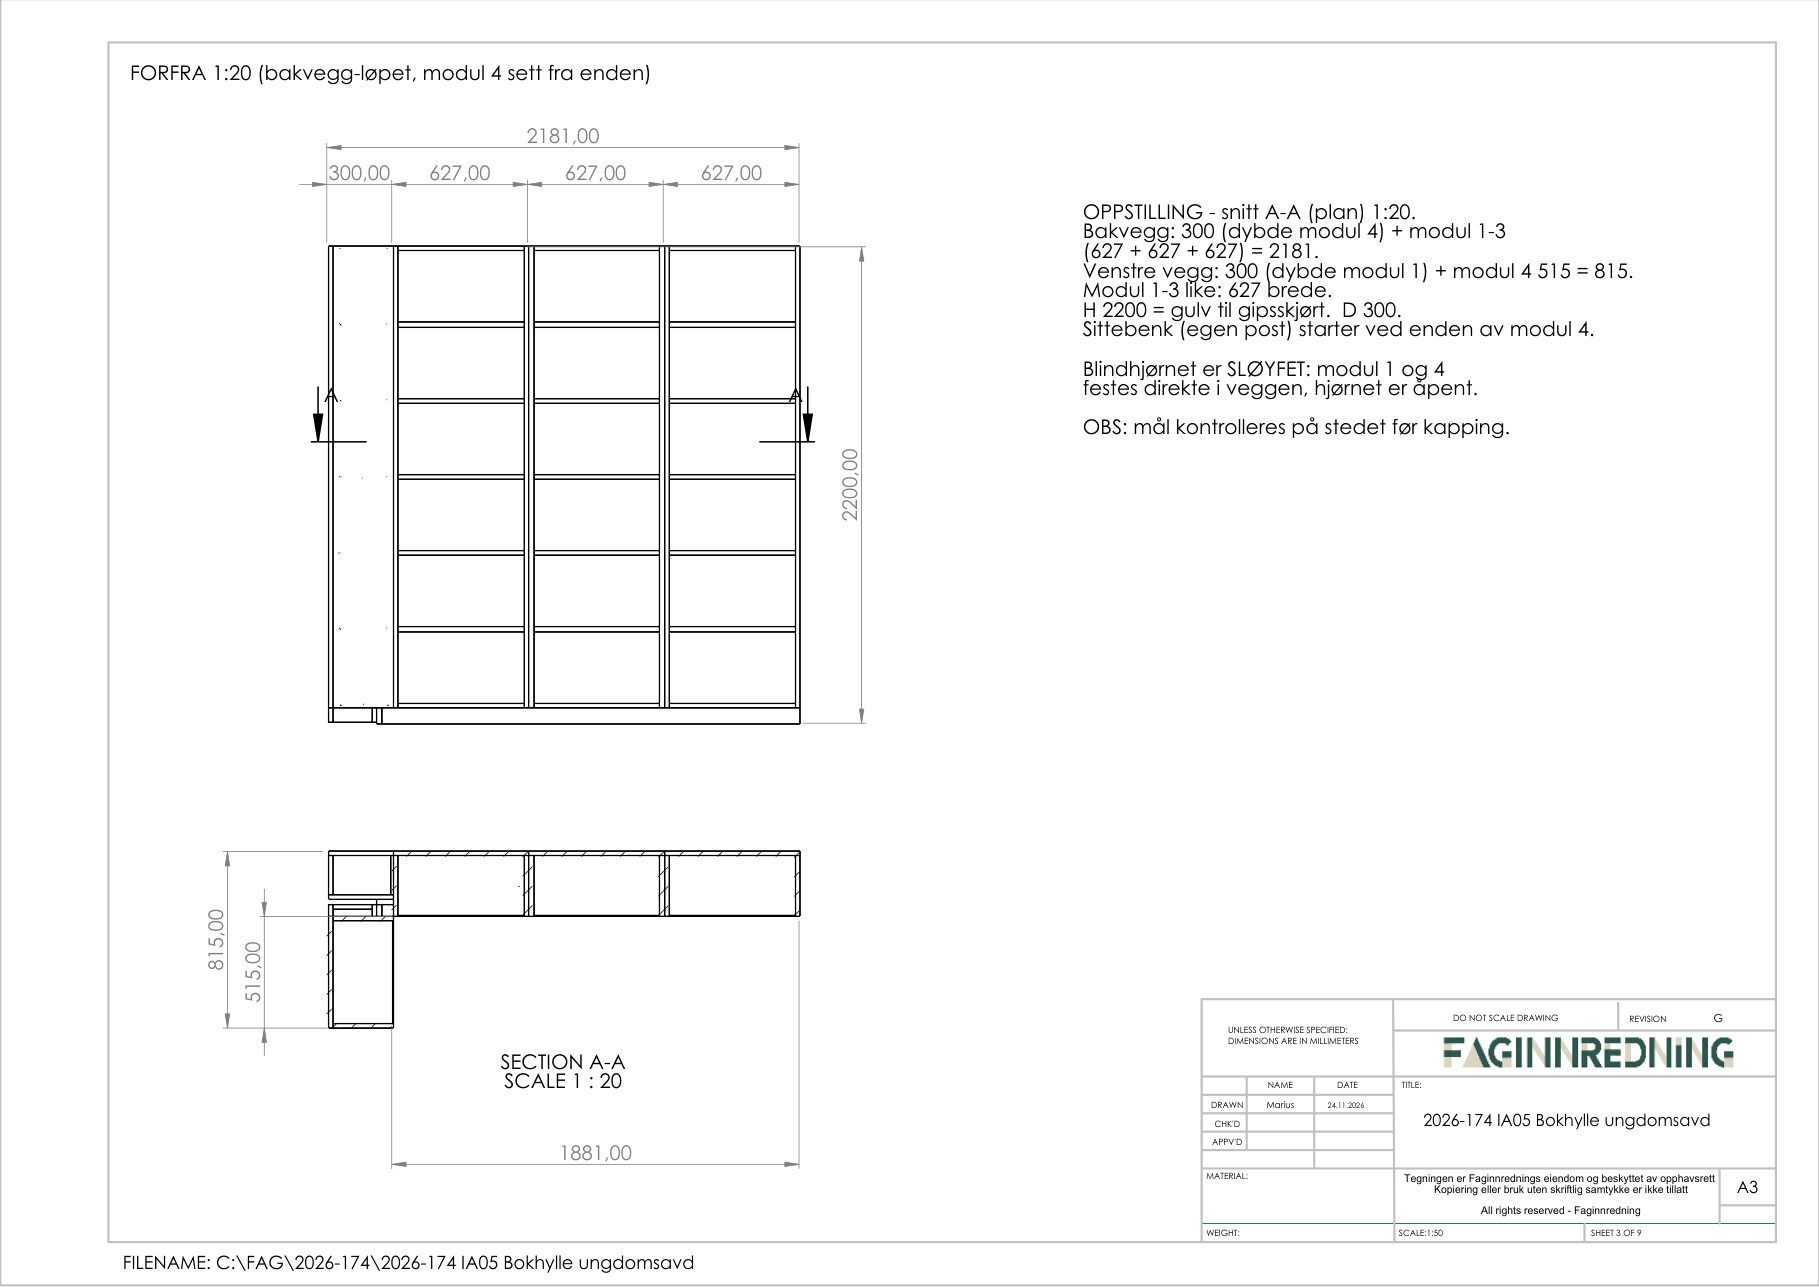 FORFRA 1:20 (bakvegg-løpet, modul 4 sett fra enden)
2181,00
300,00
627,00
627,00
627,00
OPPSTILLING - snitt A-A (plan) 1:20.
Bakvegg: 300 (dybde modul 4) + modul 1-3
(627 + 627 + 627) = 2181.
Venstre vegg: 300 (dybde modul 1) + modul 4 515 = 815.
Modul 1-3 like: 627 brede.
H 2200 = gulv til gipsskjørt.  D 300.
Sittebenk (egen post) starter ved enden av modul 4.
Blindhjørnet er SLØYFET: modul 1 og 4
festes direkte i veggen, hjørnet er åpent.
OBS: mål kontrolleres på stedet før kapping.
A
A
2200,00
815,00
515,00
SECTION A-A
SCALE 1 : 20
1881,00
UNLESS OTHERWISE SPECIFIED:
DIMENSIONS ARE IN MILLIMETERS
DO NOT SCALE DRAWING
REVISION
G
FAGINNREDNING
NAME
DATE
TITLE:
DRAWN
Marius
24.11.2026
2026-174 IA05 Bokhylle ungdomsavd
CHK'D
APPV'D
MATERIAL:
Tegningen er Faginnrednings eiendom og beskyttet av opphavsrett
Kopiering eller bruk uten skriftlig samtykke er ikke tillatt
All rights reserved - Faginnredning
A3
WEIGHT:
SCALE:1:50
SHEET 3 OF 9
FILENAME: C:\FAG\2026-174\2026-174 IA05 Bokhylle ungdomsavd